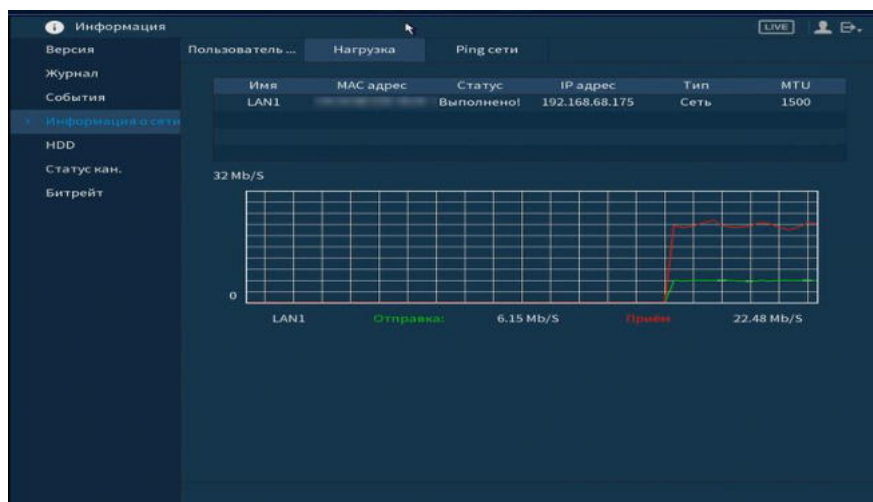 Информация
LIVE
Версия
Журнал
События
Информация о сети
HDD
Статус кан.
Битрейт
Пользователь ... Нагрузка Ping сети
Имя MAC адрес Статус IP адрес Тип MTU
LAN1 Выполнено! 192.168.68.175 Сеть 1500
32 Mb/S
0
LAN1 Отправка: 6.15 Mb/S Приём 22.48 Mb/S